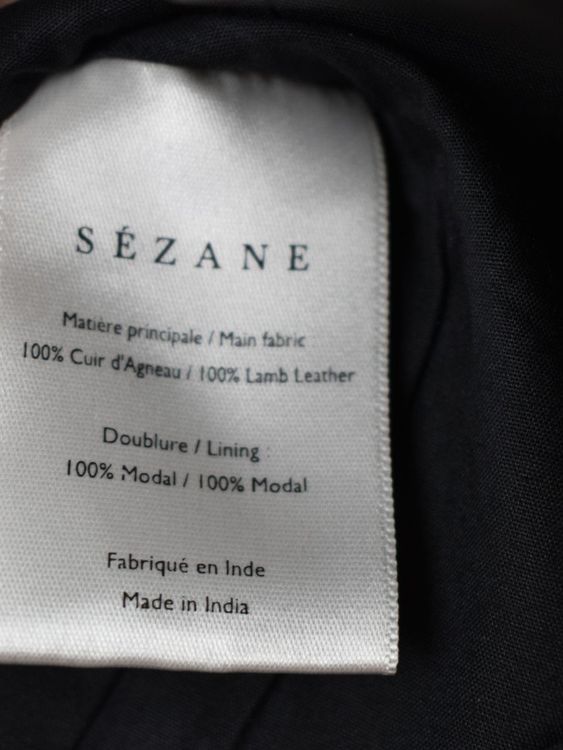 SÉZANE
Matière principale / Main fabric
100% Cuir d'Agneau / 100% Lamb Leather
Doublure / Lining :
100% Modal / 100% Modal
Fabriqué en Inde
Made in India